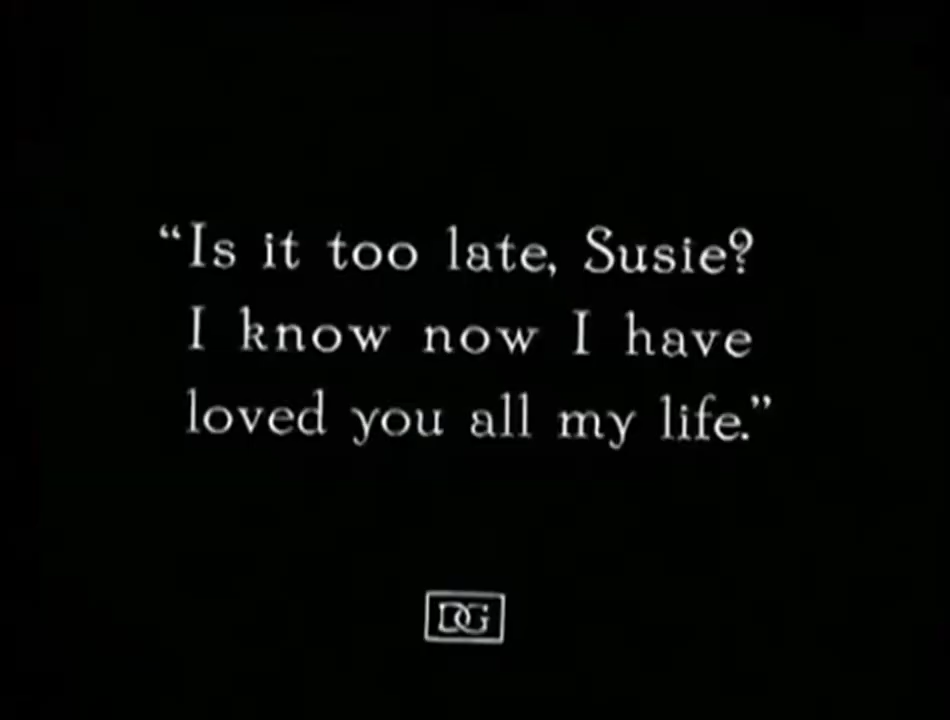 “Is it too late, Susie?
I know now I have
loved you all my life.”
DG